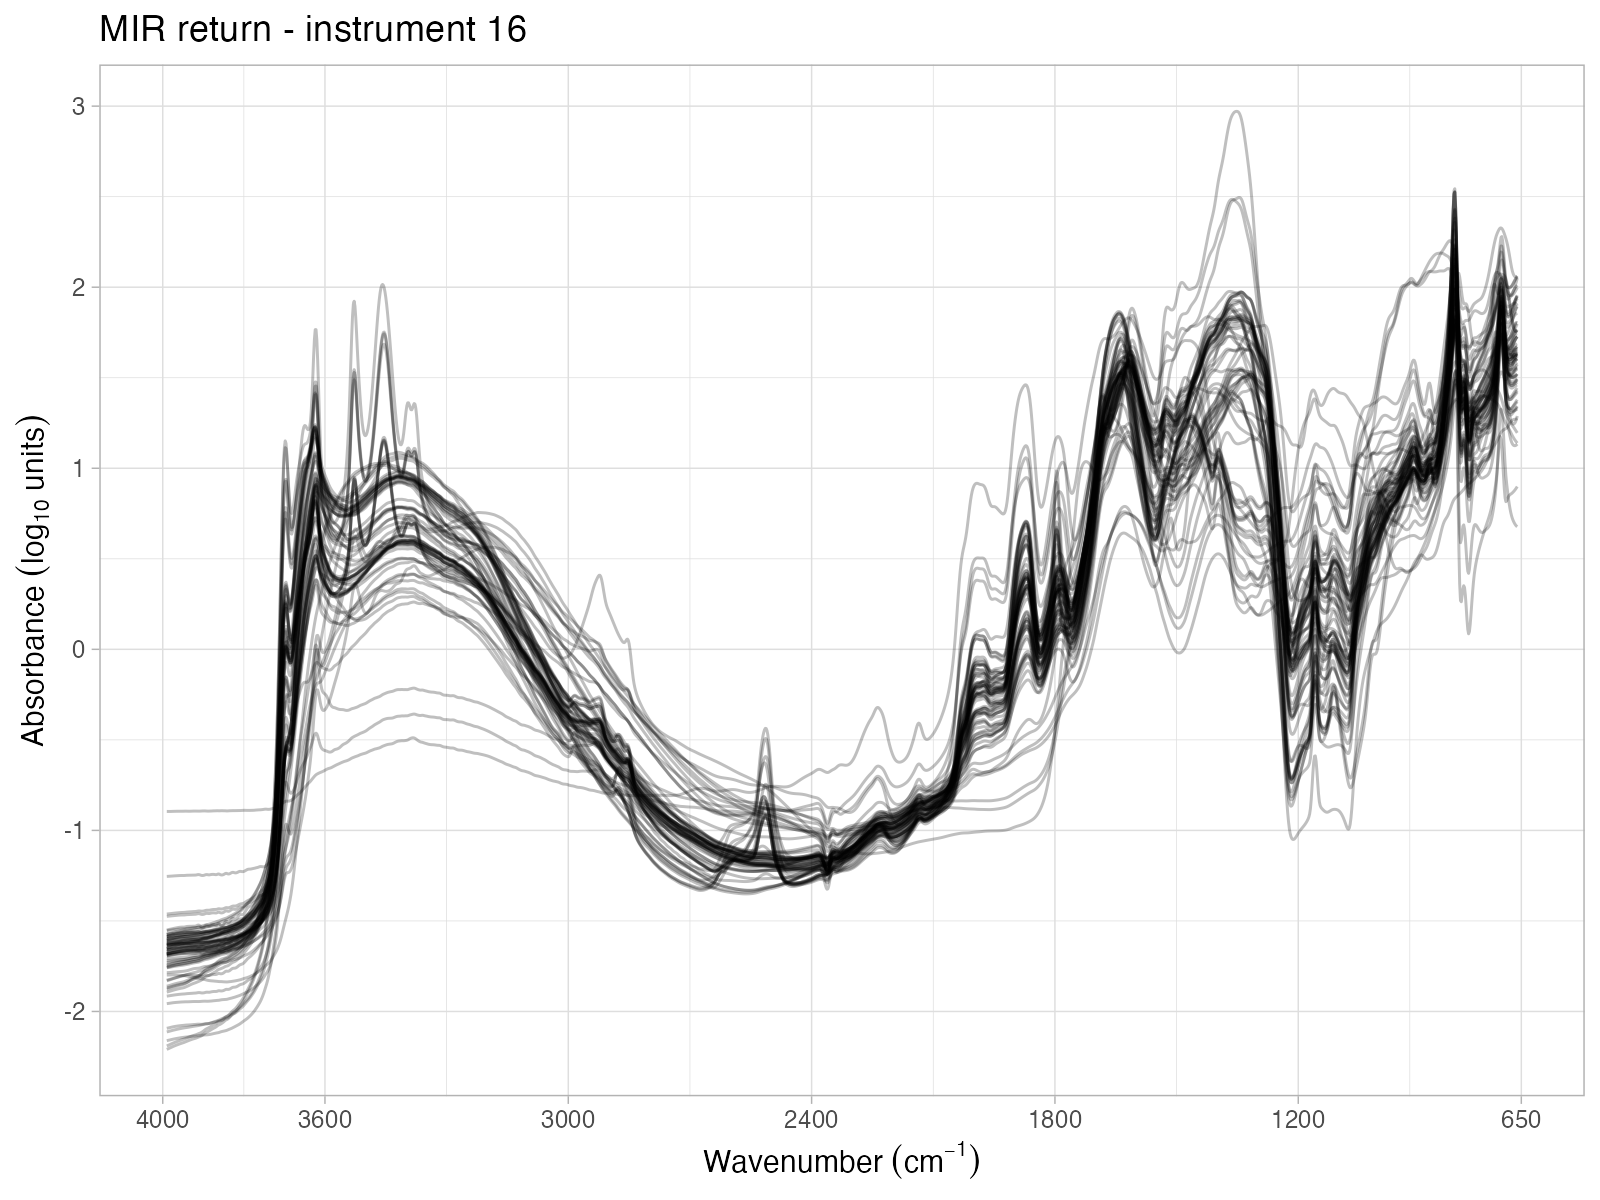 MIR return - instrument 16
Absorbance (log₁₀ units)
3
2
1
0
-1
-2
4000 3600 3000 2400 1800 1200 650
Wavenumber (cm⁻¹)